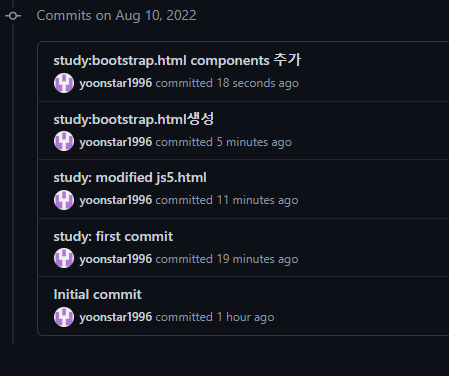 Commits on Aug 10, 2022
study:bootstrap.html components 추가
yoonstar1996 committed 18 seconds ago
study:bootstrap.html생성
yoonstar1996 committed 5 minutes ago
study: modified js5.html
yoonstar1996 committed 11 minutes ago
study: first commit
yoonstar1996 committed 19 minutes ago
Initial commit
yoonstar1996 committed 1 hour ago